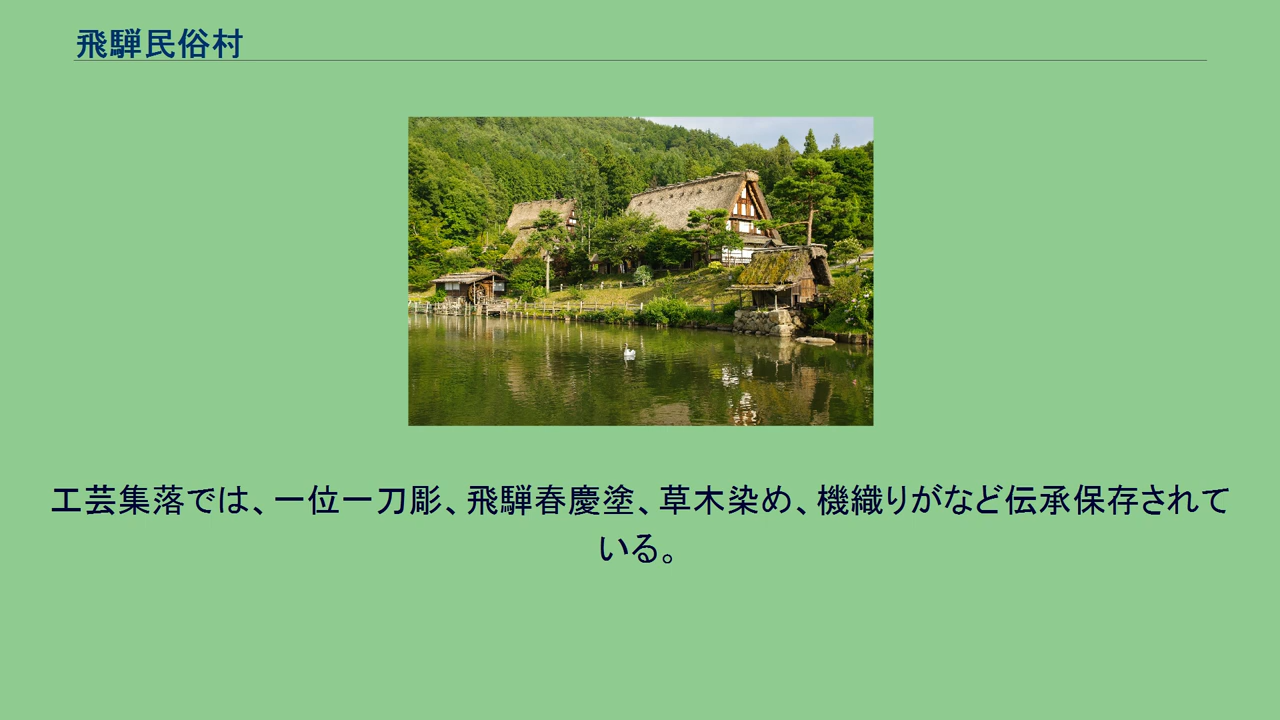 飛騨民俗村
工芸集落では、一位一刀彫、飛騨春慶塗、草木染め、機織りがなど伝承保存されて
いる。